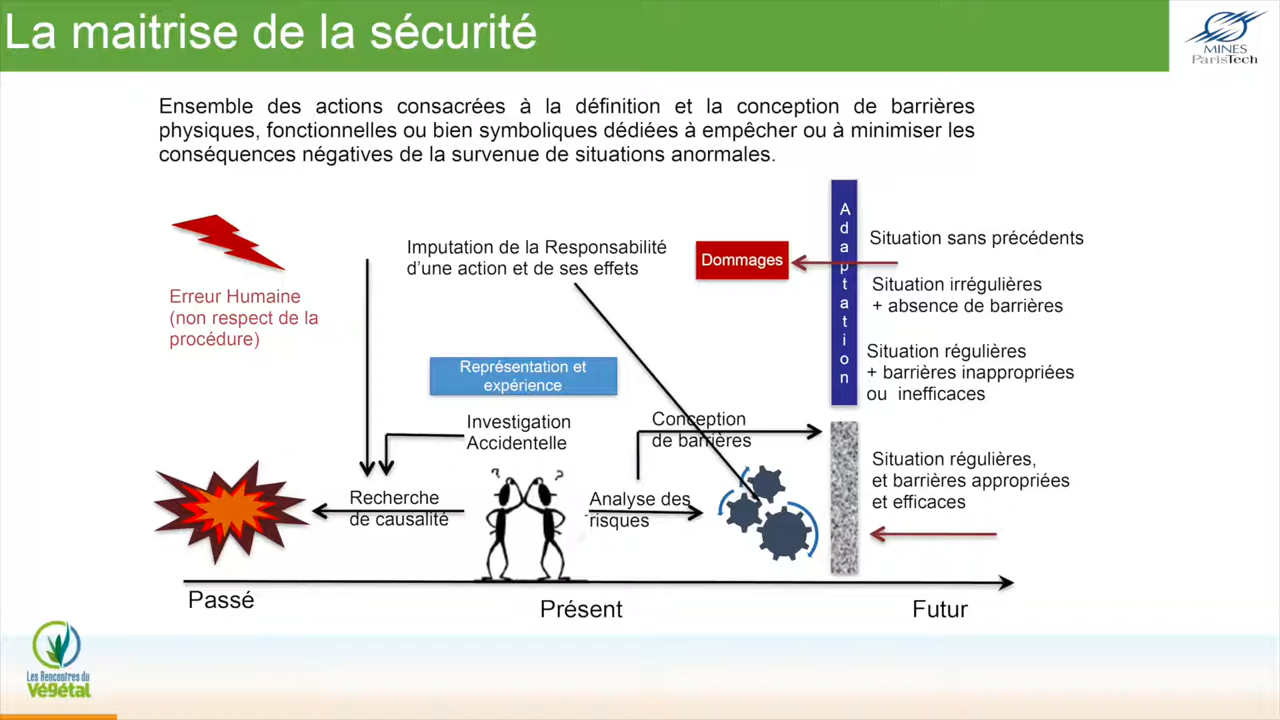 La maitrise de la sécurité
MINES
ParisTech
Ensemble des actions consacrées à la définition et la conception de barrières
physiques, fonctionnelles ou bien symboliques dédiées à empêcher ou à minimiser les
conséquences négatives de la survenue de situations anormales.
Erreur Humaine
(non respect de la
procédure)
Imputation de la Responsabilité
d'une action et de ses effets
Dommages
Adaptation
Situation sans précédents
Situation irrégulières
+ absence de barrières
Situation régulières
+ barrières inappropriées
ou inefficaces
Représentation et
expérience
Investigation
Accidentelle
Conception
de barrières
Recherche
de causalité
? ?
Analyse des
risques
Situation régulières,
et barrières appropriées
et efficaces
Passé
Présent
Futur
Les Rencontres du
Végétal